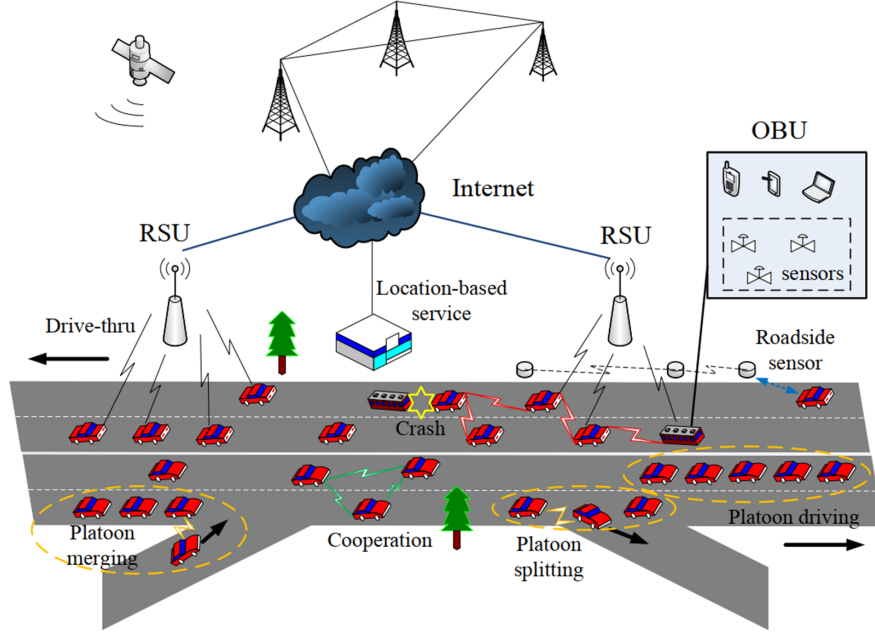 OBU
Internet
RSU
RSU
sensors
Location-based
service
Drive-thru
Roadside
sensor
Crash
Platoon
merging
Cooperation
Platoon
splitting
Platoon driving